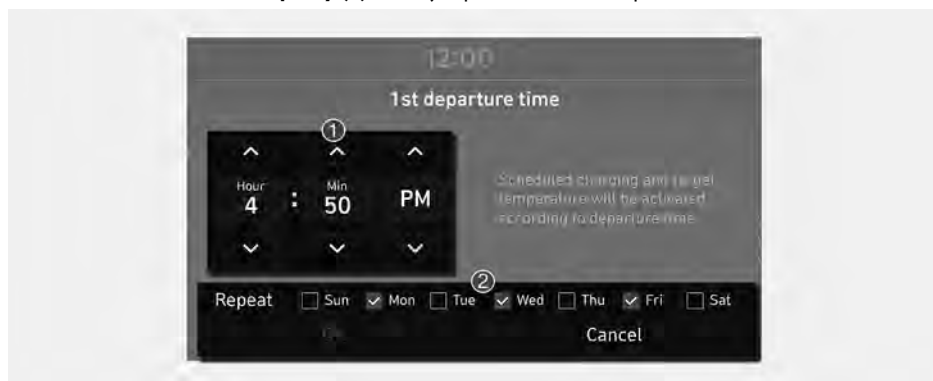 12:00
1st departure time
①
Hour
4
:
Min
50
PM
Scheduled charging and target
temperature will be activated
according to departure time.
②
Repeat Sun Mon Tue Wed Thu Fri Sat
Cancel